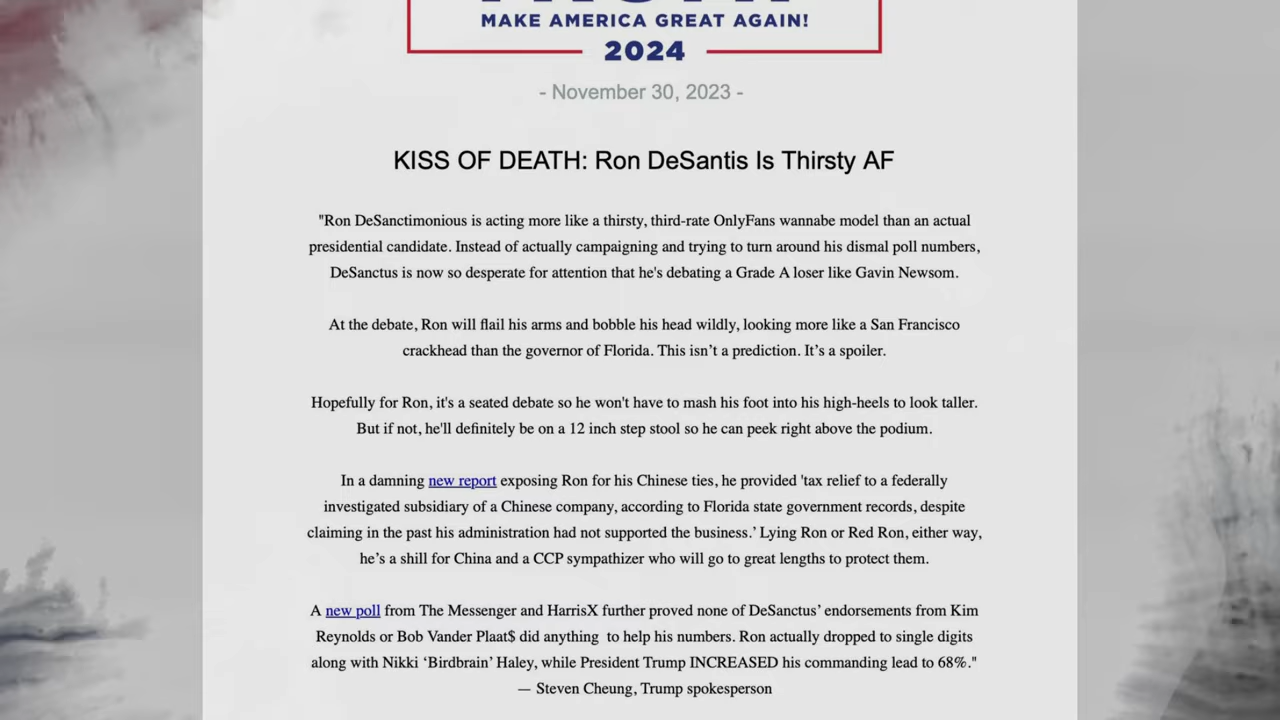 MAKE AMERICA GREAT AGAIN!
2024
- November 30, 2023 -
KISS OF DEATH: Ron DeSantis Is Thirsty AF
"Ron DeSanctimonious is acting more like a thirsty, third-rate OnlyFans wannabe model than an actual
presidential candidate. Instead of actually campaigning and trying to turn around his dismal poll numbers,
DeSanctus is now so desperate for attention that he's debating a Grade A loser like Gavin Newsom.
At the debate, Ron will flail his arms and bobble his head wildly, looking more like a San Francisco
crackhead than the governor of Florida. This isn’t a prediction. It’s a spoiler.
Hopefully for Ron, it's a seated debate so he won't have to mash his foot into his high-heels to look taller.
But if not, he'll definitely be on a 12 inch step stool so he can peek right above the podium.
In a damning new report exposing Ron for his Chinese ties, he provided 'tax relief to a federally
investigated subsidiary of a Chinese company, according to Florida state government records, despite
claiming in the past his administration had not supported the business.’ Lying Ron or Red Ron, either way,
he’s a shill for China and a CCP sympathizer who will go to great lengths to protect them.
A new poll from The Messenger and HarrisX further proved none of DeSanctus’ endorsements from Kim
Reynolds or Bob Vander Plaat$ did anything to help his numbers. Ron actually dropped to single digits
along with Nikki ‘Birdbrain’ Haley, while President Trump INCREASED his commanding lead to 68%."
— Steven Cheung, Trump spokesperson